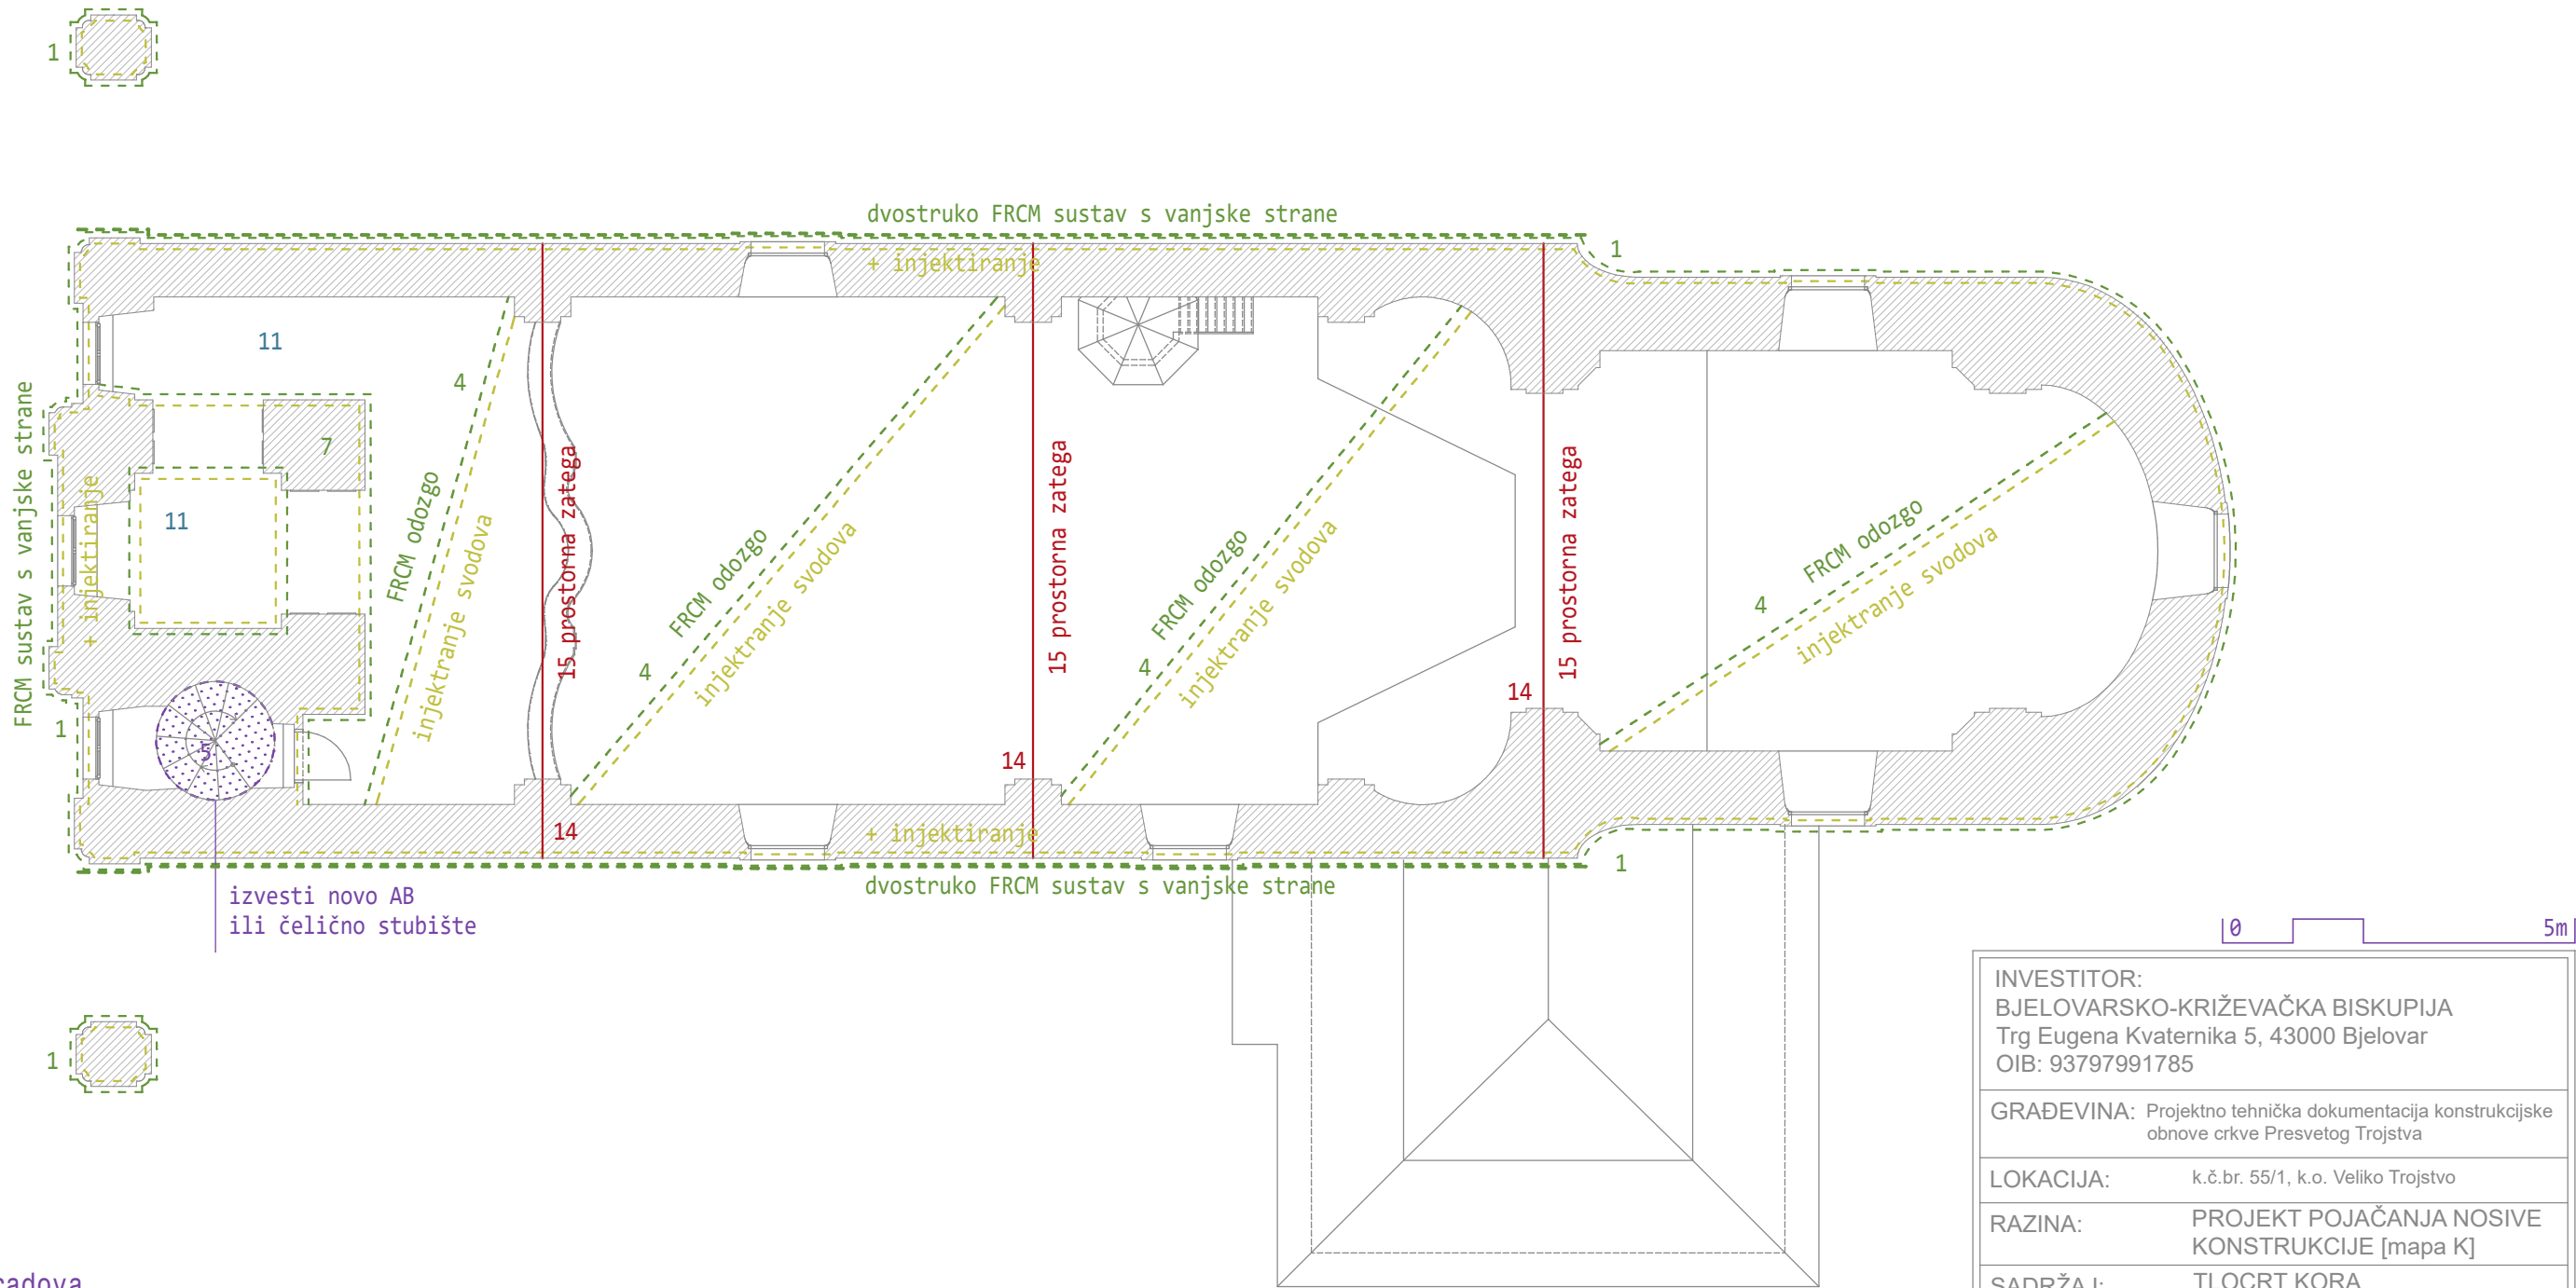 1
dvostruko FRCM sustav s vanjske strane
1
+ injektiranje
11
4
FRCM sustav s vanjske strane
+ injektiranje
7
11
FRCM odozgo
injektiranje svodova
15 prostorna zatega
FRCM odozgo
injektiranje svodova
4
15 prostorna zatega
FRCM odozgo
injektiranje svodova
4
15 prostorna zatega
FRCM odozgo
injektiranje svodova
4
14
14
14
1
5
+ injektiranje
1
dvostruko FRCM sustav s vanjske strane
izvesti novo AB
ili čelično stubište
1
0 5m
INVESTITOR:
BJELOVARSKO-KRIŽEVAČKA BISKUPIJA
Trg Eugena Kvaternika 5, 43000 Bjelovar
OIB: 93797991785
GRAĐEVINA: Projektno tehnička dokumentacija konstrukcijske
obnove crkve Presvetog Trojstva
LOKACIJA: k.č.br. 55/1, k.o. Veliko Trojstvo
RAZINA: PROJEKT POJAČANJA NOSIVE
KONSTRUKCIJE [mapa K]
SADRŽAJ: TLOCRT KORA
radova